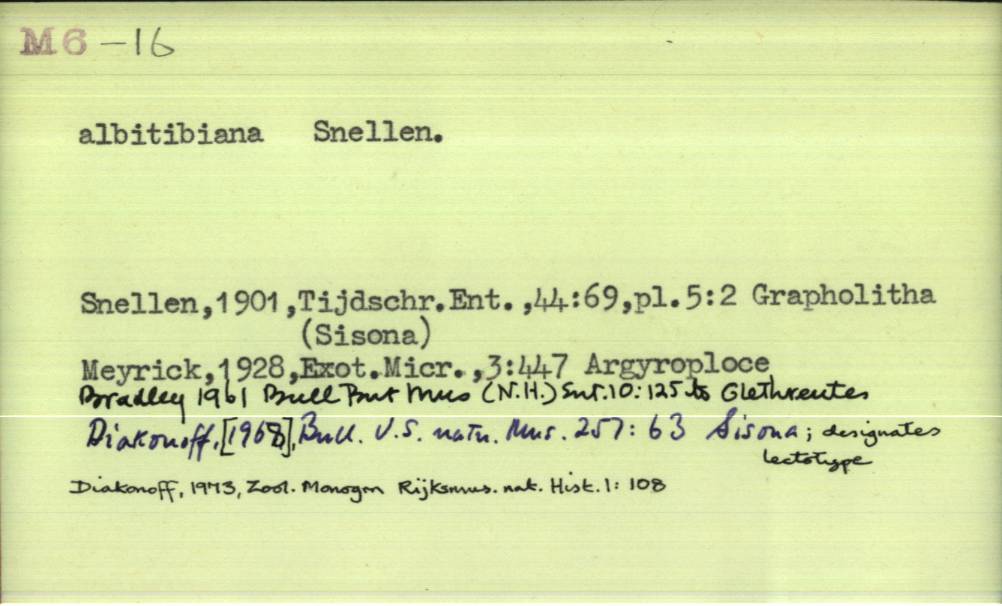 M6 -16
albitibiana Snellen.
Snellen,1901,Tijdschr.Ent.,44:69,pl.5:2 Grapholitha
(Sisona)
Meyrick,1928,Exot.Micr.,3:447 Argyroploce
Bradley 1961 Bull Brit Mus (N.H.) Ent.10:125 to Olethreutes
Diakonoff, [1968], Bull. U.S. natn. Mus. 257: 63 Sisona; designates
lectotype
Diakonoff, 1973, Zool. Monogrn Rijksmus. nat. Hist. 1: 108